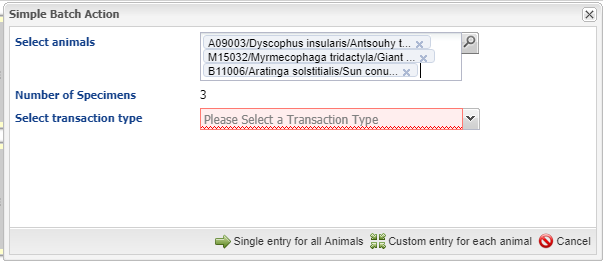 Simple Batch Action
Select animals
A09003/Dyscophus insularis/Antsouhy t...
M15032/Myrmecophaga tridactyla/Giant ...
B11006/Aratinga solstitialis/Sun conu...
Number of Specimens 3
Select transaction type Please Select a Transaction Type
Single entry for all Animals Custom entry for each animal Cancel